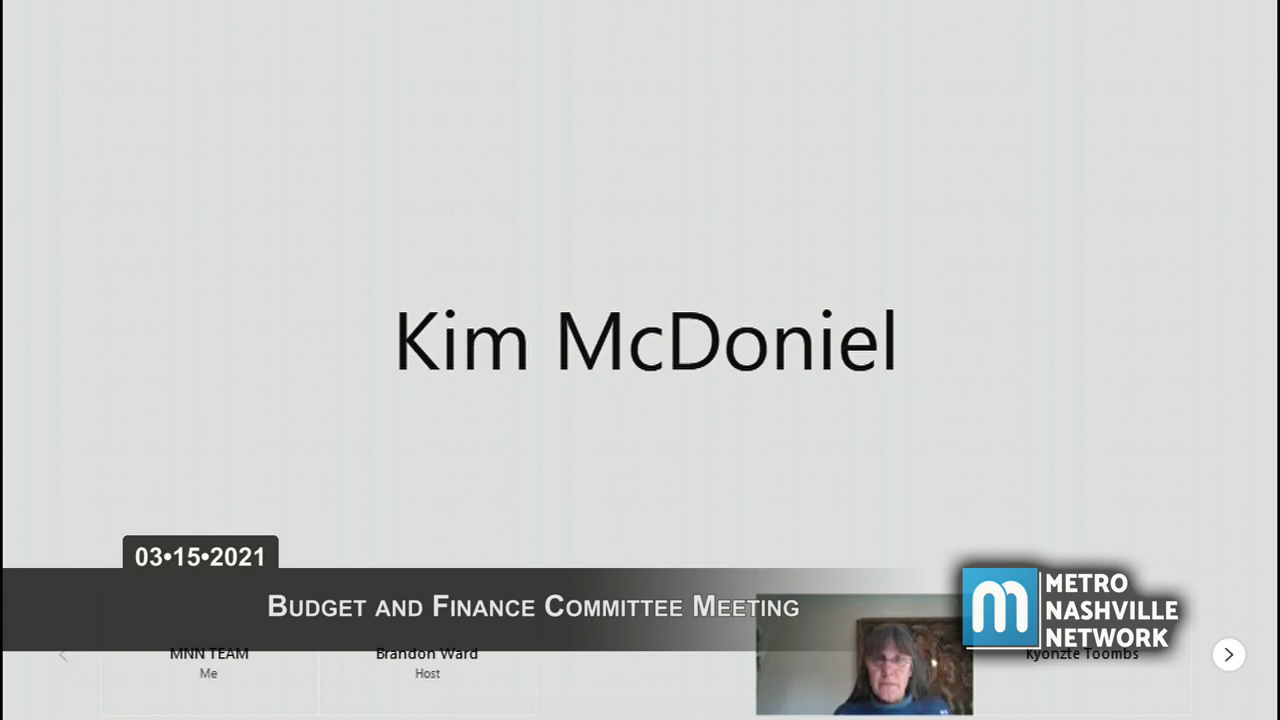 Kim McDoniel
03•15•2021
Budget and Finance Committee Meeting
METRO
NASHVILLE
NETWORK
MNN TEAM
Me
Brandon Ward
Host
Kyonzte Toombs